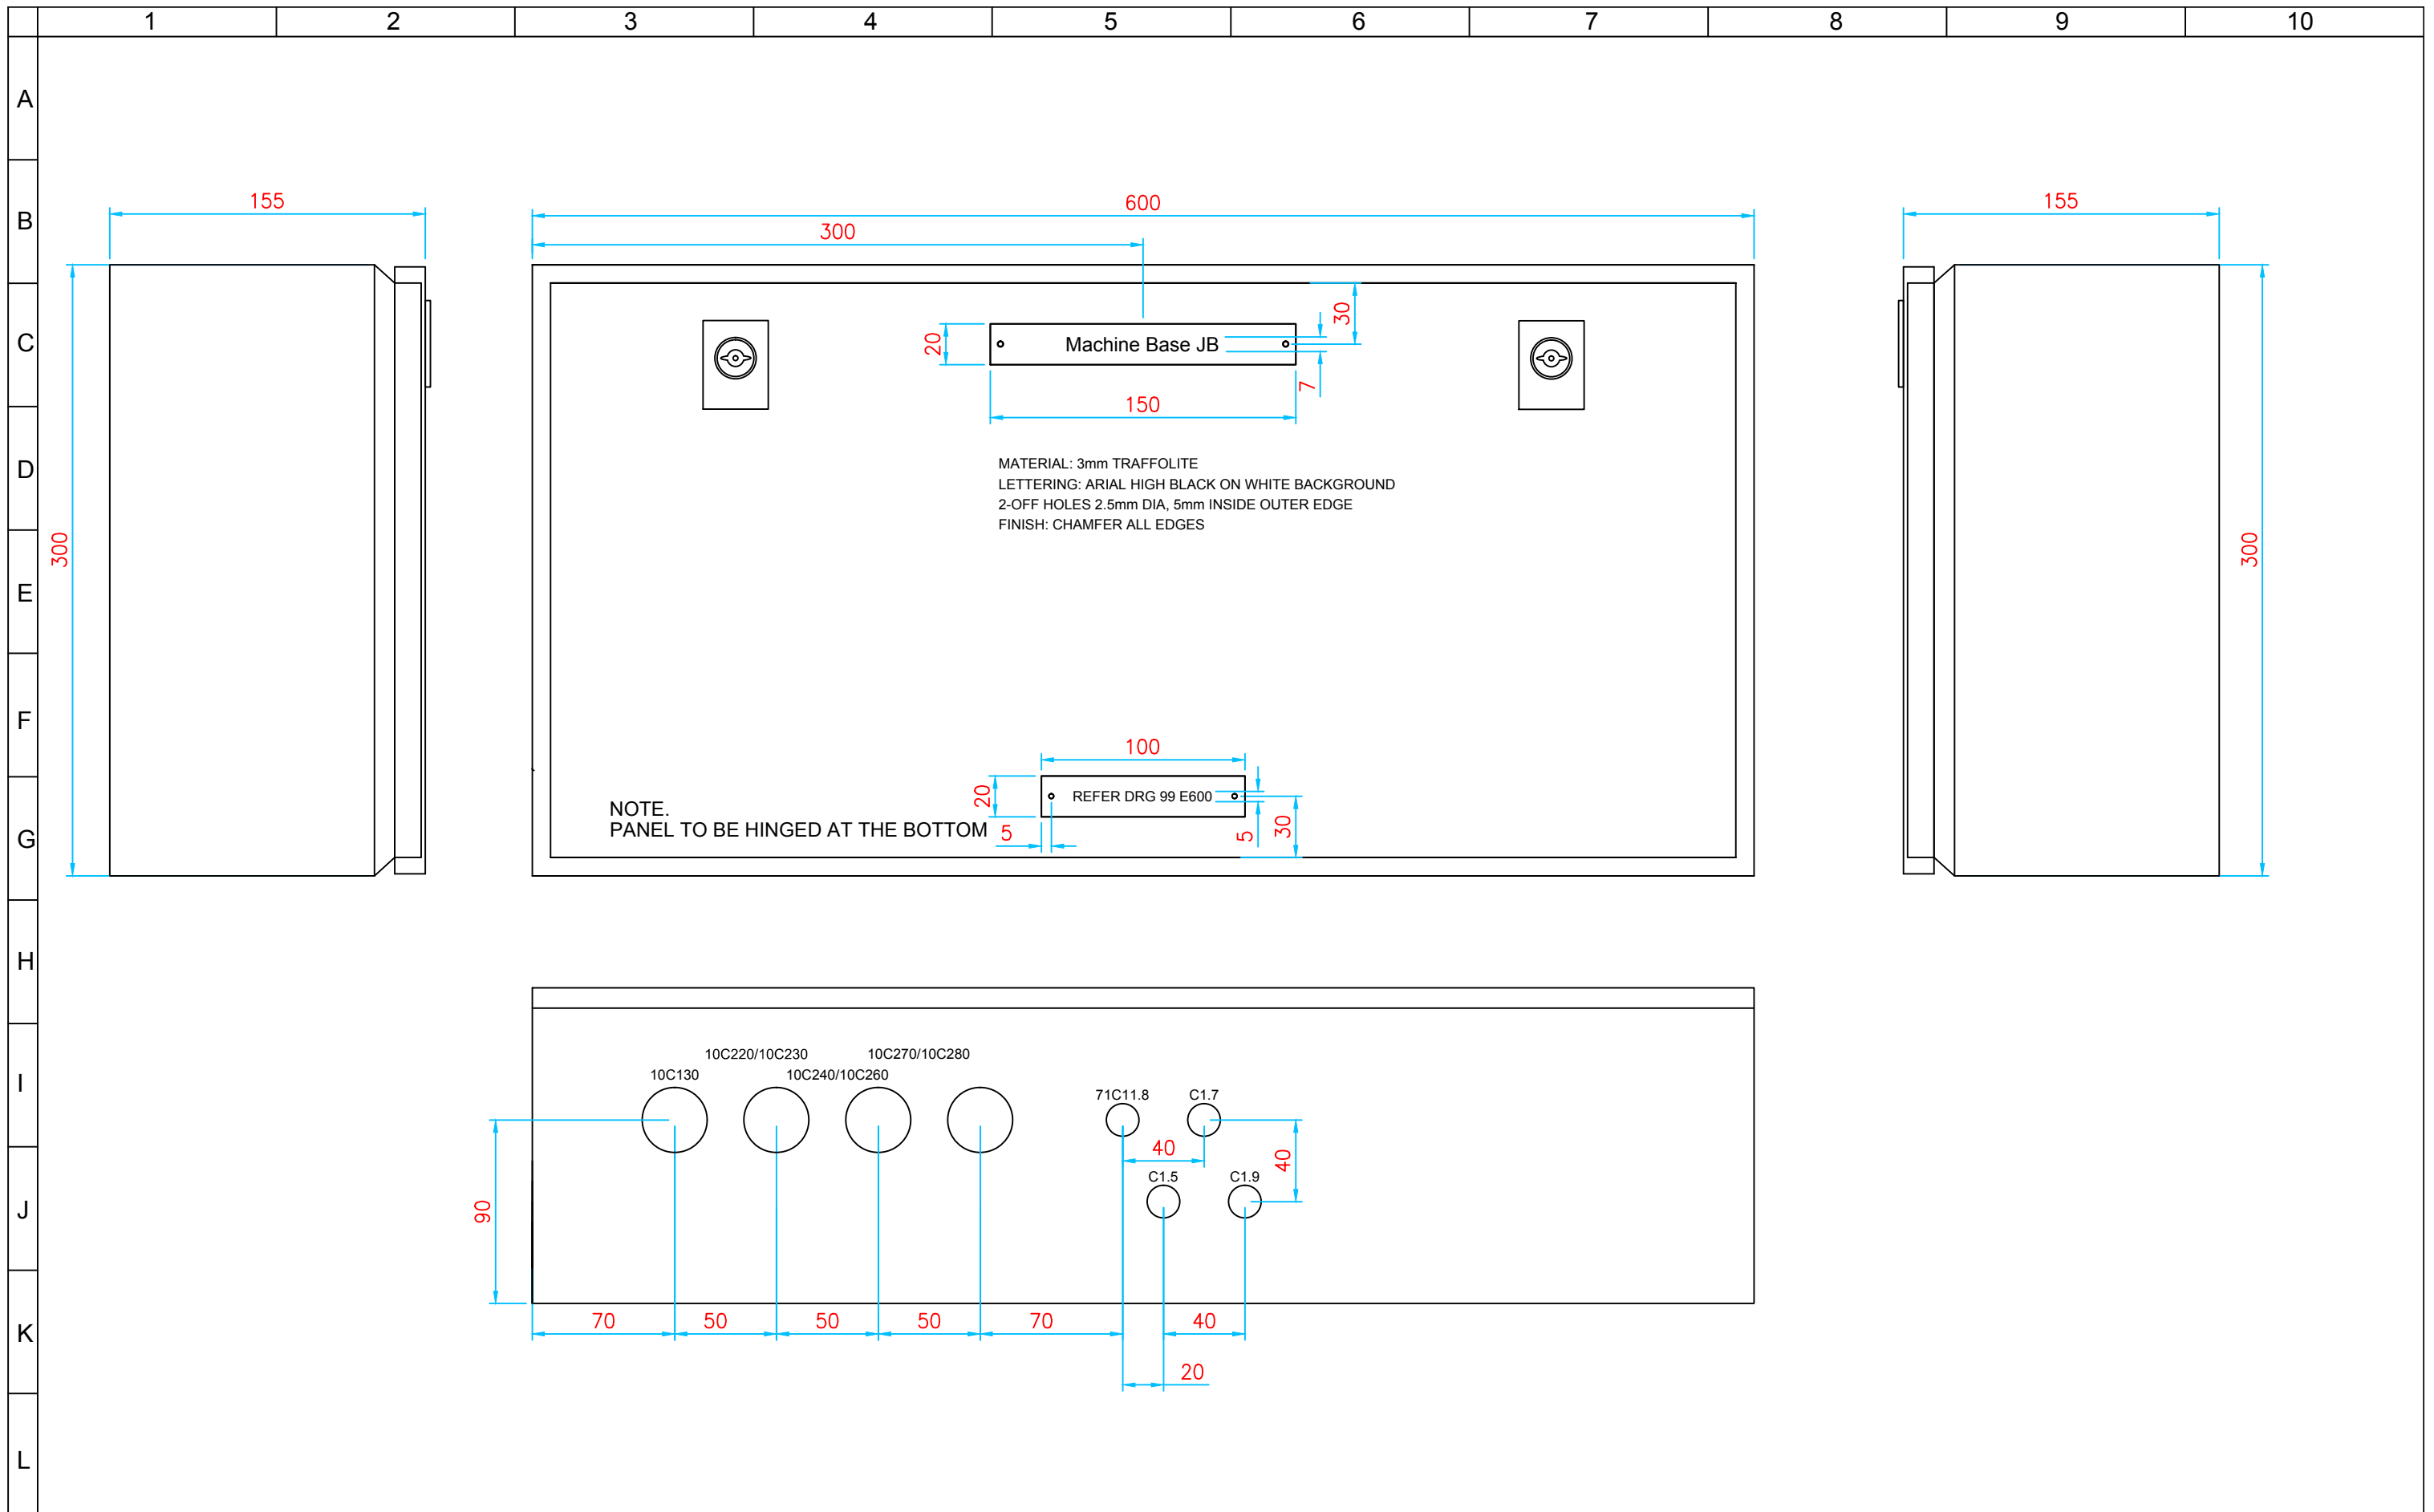 1 2 3 4 5 6 7 8 9 10
A
B
155 600 155
300
C
20 Machine Base JB 30
7
150
D
MATERIAL: 3mm TRAFFOLITE
LETTERING: ARIAL HIGH BLACK ON WHITE BACKGROUND
2-OFF HOLES 2.5mm DIA, 5mm INSIDE OUTER EDGE
FINISH: CHAMFER ALL EDGES
E
300 300
F
100
20 REFER DRG 99 E600
NOTE.
PANEL TO BE HINGED AT THE BOTTOM 5 5 30
G
H
10C220/10C230 10C270/10C280
I
10C130 10C240/10C260
71C11.8 C1.7
40 40
C1.5 C1.9
J
90
K
70 50 50 50 70 40
20
L